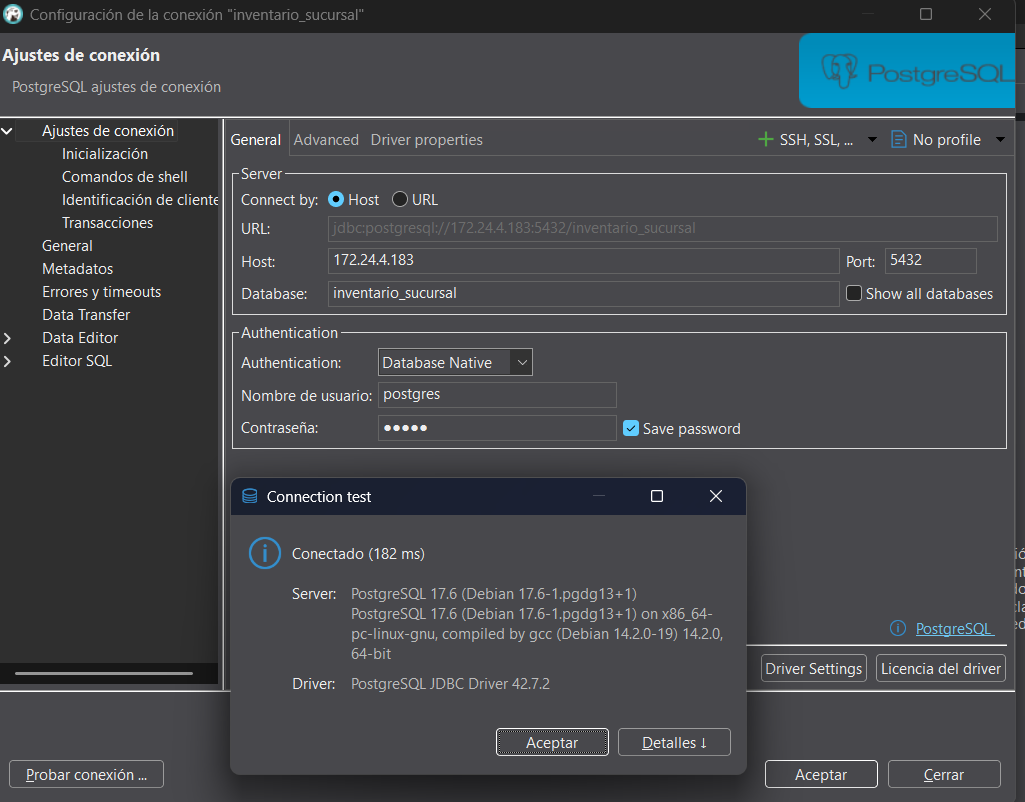 Configuración de la conexión "inventario_sucursal"
Ajustes de conexión
PostgreSQL ajustes de conexión
PostgreSQL
Ajustes de conexión
Inicialización
Comandos de shell
Identificación de cliente
Transacciones
General
Metadatos
Errores y timeouts
Data Transfer
Data Editor
Editor SQL
General Advanced Driver properties SSH, SSL, ... No profile
Server
Connect by: Host URL
URL: jdbc:postgresql://172.24.4.183:5432/inventario_sucursal
Host: 172.24.4.183 Port: 5432
Database: inventario_sucursal Show all databases
Authentication
Authentication: Database Native
Nombre de usuario: postgres
Contraseña: ●●●●● Save password
Connection test
Conectado (182 ms)
Server: PostgreSQL 17.6 (Debian 17.6-1.pgdg13+1)
PostgreSQL 17.6 (Debian 17.6-1.pgdg13+1) on x86_64-
pc-linux-gnu, compiled by gcc (Debian 14.2.0-19) 14.2.0,
64-bit
Driver: PostgreSQL JDBC Driver 42.7.2
Aceptar Detalles ↓
PostgreSQL
Driver Settings Licencia del driver
Probar conexión ... Aceptar Cerrar